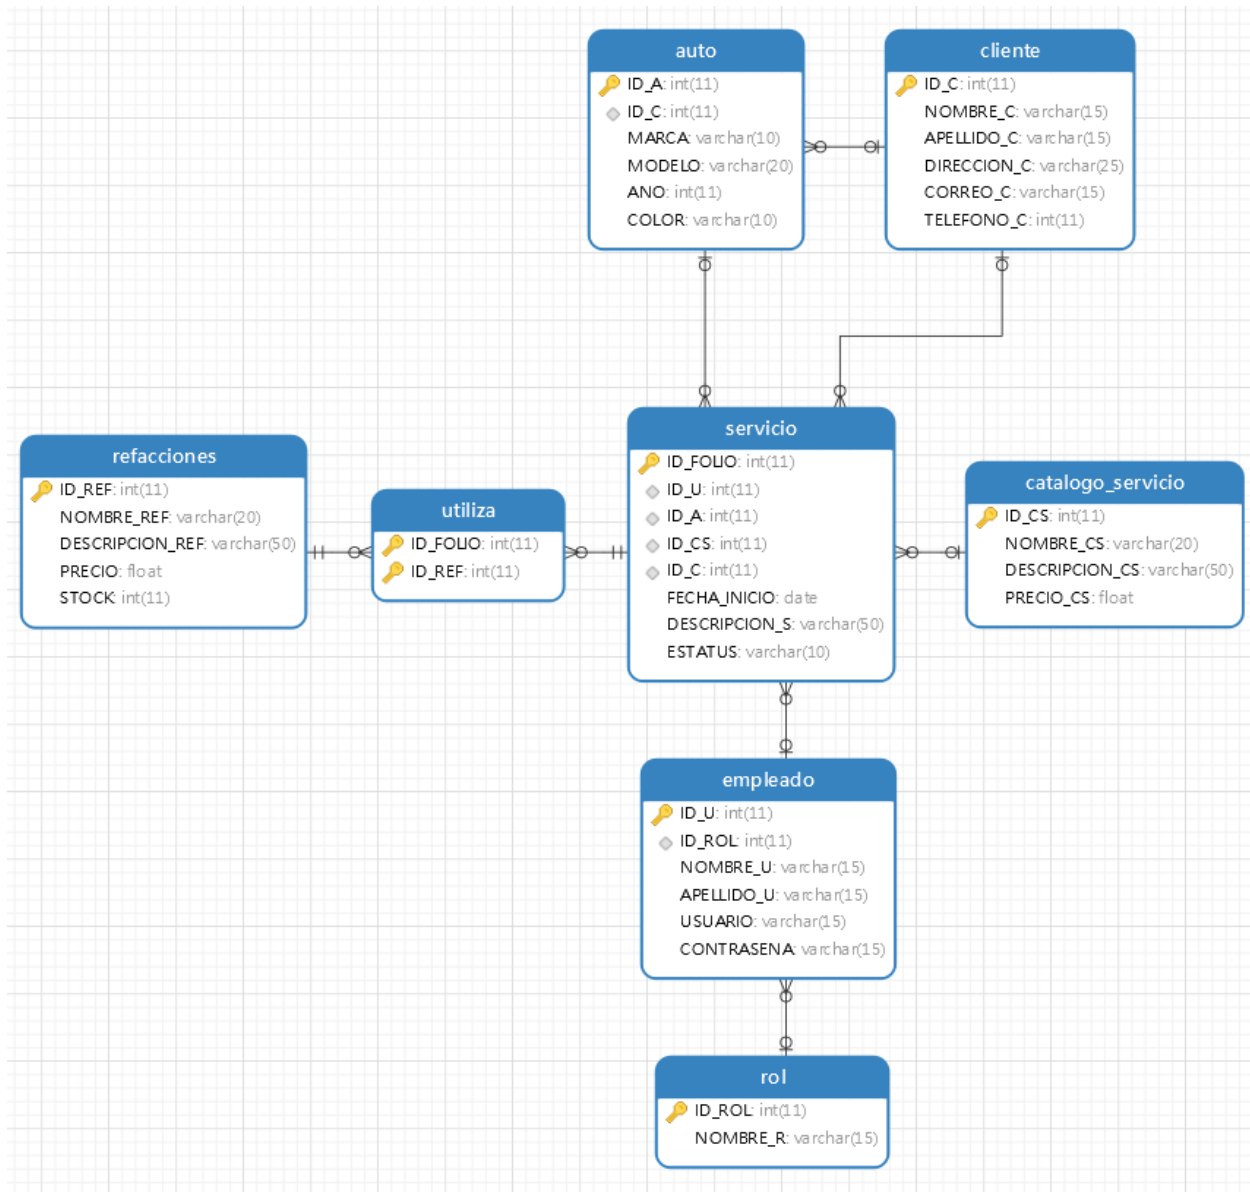 auto
ID_A: int(11)
ID_C: int(11)
MARCA: varchar(10)
MODELO: varchar(20)
ANO: int(11)
COLOR: varchar(10)
cliente
ID_C: int(11)
NOMBRE_C: varchar(15)
APELLIDO_C: varchar(15)
DIRECCION_C: varchar(25)
CORREO_C: varchar(15)
TELEFONO_C: int(11)
refacciones
ID_REF: int(11)
NOMBRE_REF: varchar(20)
DESCRIPCION_REF: varchar(50)
PRECIO: float
STOCK: int(11)
utiliza
ID_FOLIO: int(11)
ID_REF: int(11)
servicio
ID_FOLIO: int(11)
ID_U: int(11)
ID_A: int(11)
ID_CS: int(11)
ID_C: int(11)
FECHA_INICIO: date
DESCRIPCION_S: varchar(50)
ESTATUS: varchar(10)
catalogo_servicio
ID_CS: int(11)
NOMBRE_CS: varchar(20)
DESCRIPCION_CS: varchar(50)
PRECIO_CS: float
empleado
ID_U: int(11)
ID_ROL: int(11)
NOMBRE_U: varchar(15)
APELLIDO_U: varchar(15)
USUARIO: varchar(15)
CONTRASENA: varchar(15)
rol
ID_ROL: int(11)
NOMBRE_R: varchar(15)